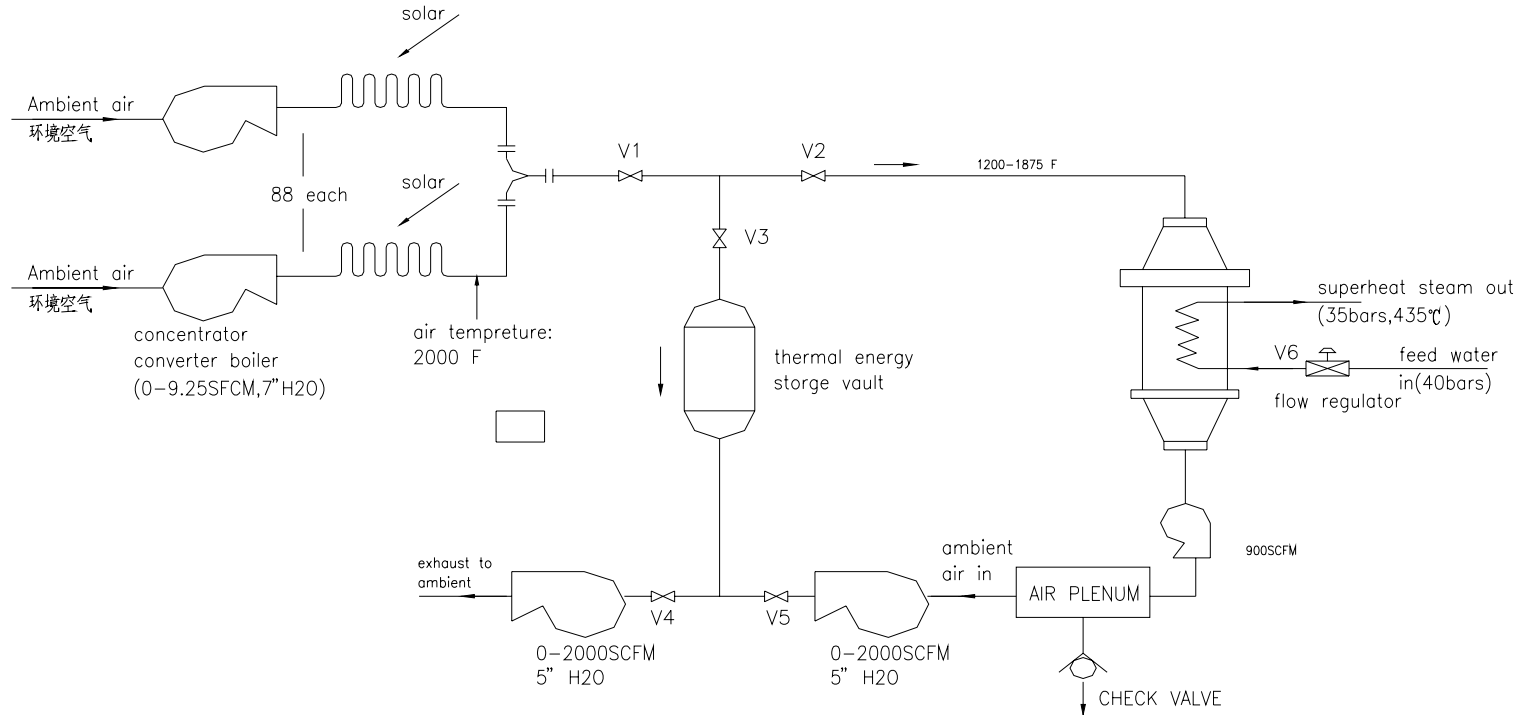 solar
Ambient air
环境空气
V1
V2
1200-1875 F
88 each
solar
V3
Ambient air
环境空气
concentrator
converter boiler
(0-9.25SFCM,7"H2O)
air tempreture:
2000 F
thermal energy
storge vault
superheat steam out
(35bars,435℃)
V6
feed water
in(40bars)
flow regulator
900SCFM
exhaust to
ambient
V4
V5
ambient
air in
AIR PLENUM
0-2000SCFM
5" H2O
0-2000SCFM
5" H2O
CHECK VALVE